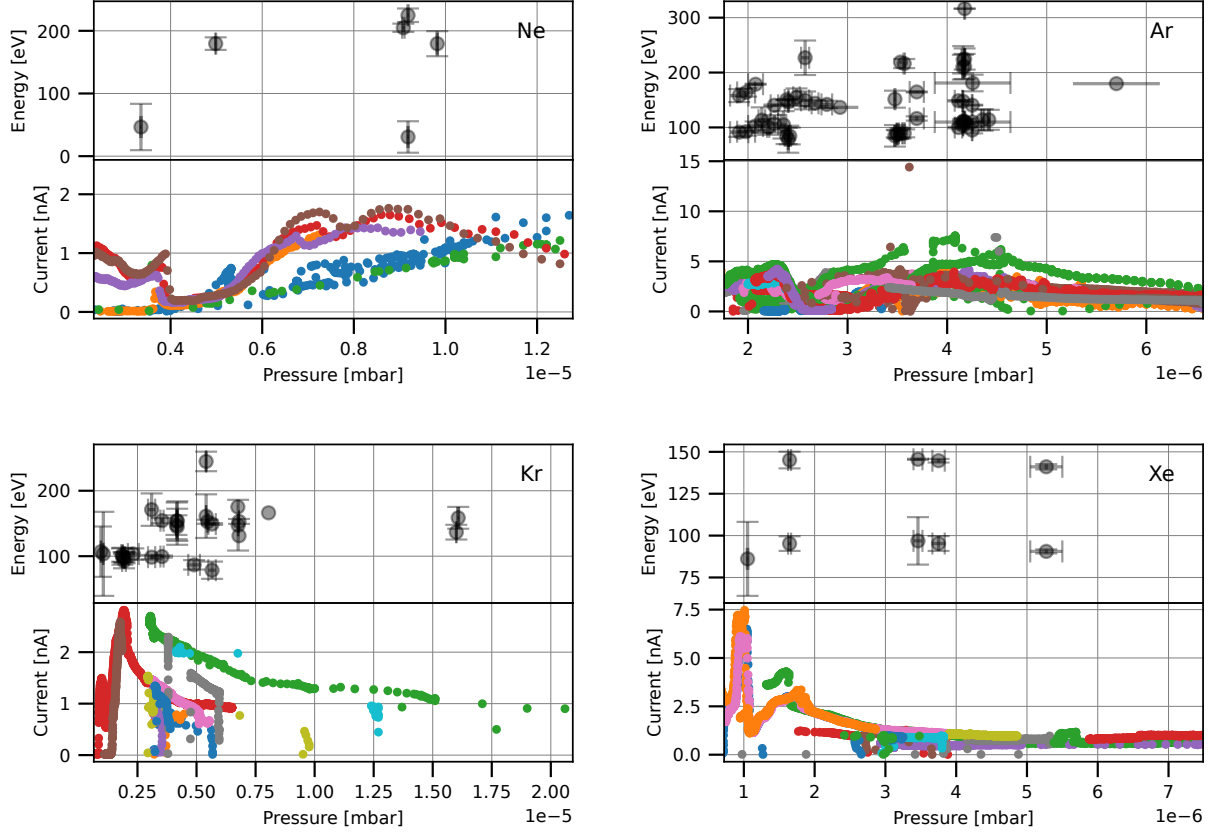 Ne
Energy [eV]
200
100
0
Current [nA]
2
1
0
0.4 0.6 0.8 1.0 1.2
1e−5
Pressure [mbar]
Ar
Energy [eV]
300
200
100
Current [nA]
15
10
5
0
2 3 4 5 6
1e−6
Pressure [mbar]
Kr
Energy [eV]
200
100
Current [nA]
2
1
0
0.25 0.50 0.75 1.00 1.25 1.50 1.75 2.00
1e−5
Pressure [mbar]
Xe
Energy [eV]
150
125
100
75
Current [nA]
7.5
5.0
2.5
0.0
1 2 3 4 5 6 7
1e−6
Pressure [mbar]